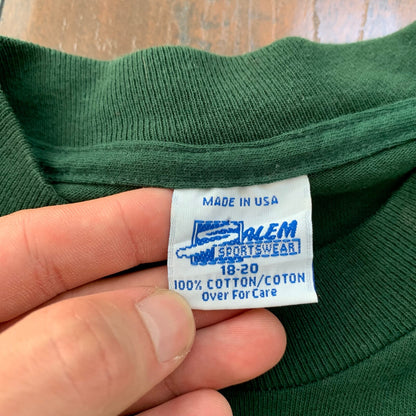 MADE IN USA
SALEM
SPORTSWEAR
18-20
100% COTTON/COTON
Over For Care